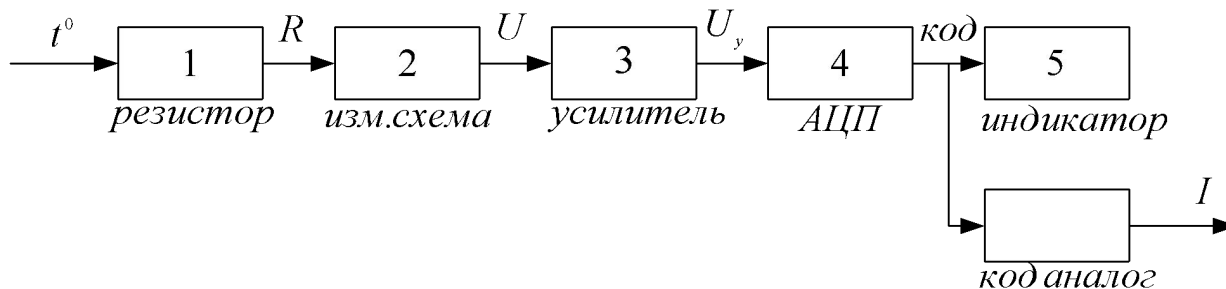 t⁰ R U Uу код
1 2 3 4 5
резистор изм.схема усилитель АЦП индикатор
I
код аналог